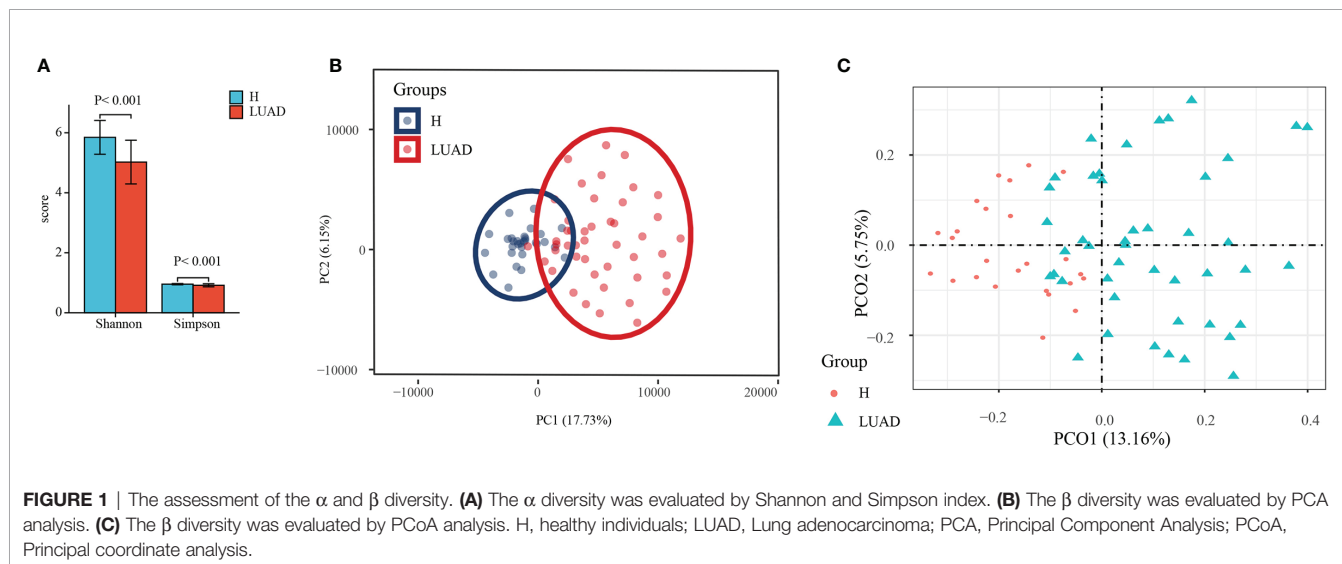 A
H
LUAD
P< 0.001
P< 0.001
score
6
4
2
0
Shannon
Simpson
B
Groups
H
LUAD
10000
0
−10000
PC2 (6.15%)
−10000
0
10000
20000
PC1 (17.73%)
C
0.2
0.0
−0.2
PCO2 (5.75%)
Group
H
LUAD
−0.2
0.0
0.2
0.4
PCO1 (13.16%)
FIGURE 1 | The assessment of the α and β diversity. (A) The α diversity was evaluated by Shannon and Simpson index. (B) The β diversity was evaluated by PCA
analysis. (C) The β diversity was evaluated by PCoA analysis. H, healthy individuals; LUAD, Lung adenocarcinoma; PCA, Principal Component Analysis; PCoA,
Principal coordinate analysis.